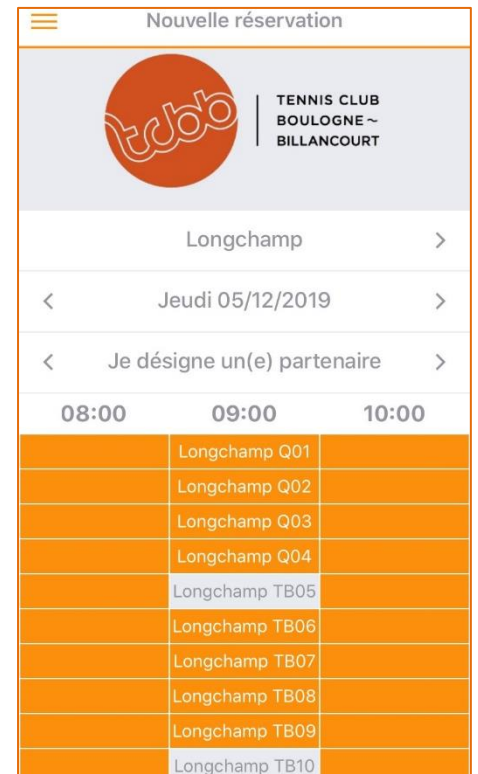 Nouvelle réservation
tcbb
TENNIS CLUB
BOULOGNE ~
BILLANCOURT
Longchamp
Jeudi 05/12/2019
Je désigne un(e) partenaire
08:00 09:00 10:00
Longchamp Q01
Longchamp Q02
Longchamp Q03
Longchamp Q04
Longchamp TB05
Longchamp TB06
Longchamp TB07
Longchamp TB08
Longchamp TB09
Longchamp TB10